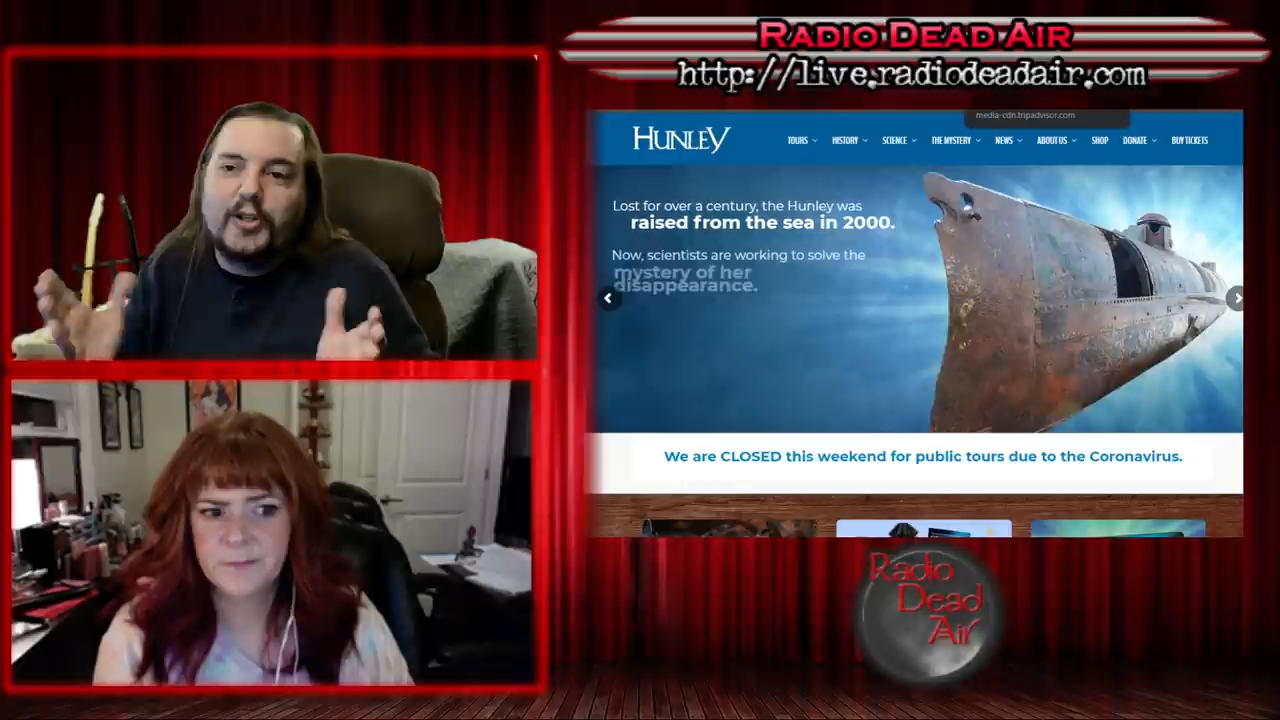 RADIO DEAD AIR
http://live.radiodeadair.com
media-cdn.tripadvisor.com
HUNLEY
TOURS HISTORY SCIENCE THE MYSTERY NEWS ABOUT US SHOP DONATE BUY TICKETS
Lost for over a century, the Hunley was
raised from the sea in 2000.
Now, scientists are working to solve the
mystery of her
disappearance.
We are CLOSED this weekend for public tours due to the Coronavirus.
Radio
Dead
Air